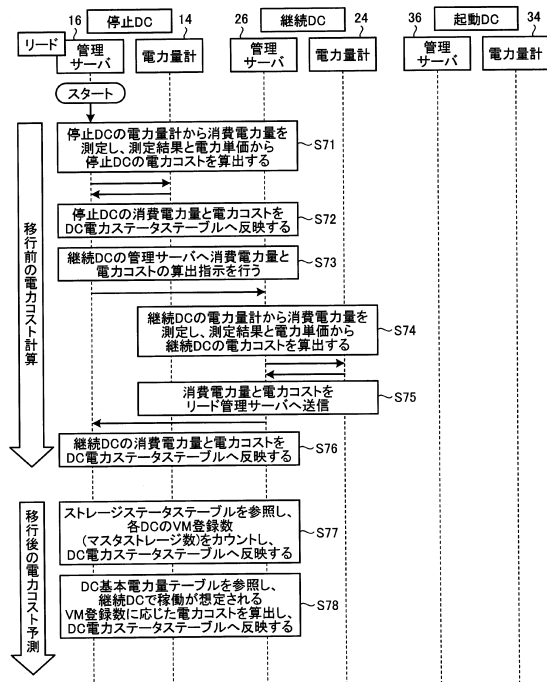 停止DC
継続DC
起動DC
16
14
26
24
36
34
リード
管理
サーバ
電力量計
管理
サーバ
電力量計
管理
サーバ
電力量計
スタート
移行前の電力コスト計算
停止DCの電力量計から消費電力量を
測定し、測定結果と電力単価から
停止DCの電力コストを算出する
S71
停止DCの消費電力量と電力コストを
DC電力ステータステーブルへ反映する
S72
継続DCの管理サーバへ消費電力量と
電力コストの算出指示を行う
S73
継続DCの電力量計から消費電力量を
測定し、測定結果と電力単価から
継続DCの電力コストを算出する
S74
消費電力量と電力コストを
リード管理サーバへ送信
S75
継続DCの消費電力量と電力コストを
DC電力ステータステーブルへ反映する
S76
移行後の電力コスト予測
ストレージステータステーブルを参照し、
各DCのVM登録数
(マスタストレージ数)をカウントし、
DC電力ステータステーブルへ反映する
S77
DC基本電力量テーブルを参照し、
継続DCで稼働が想定される
VM登録数に応じた電力コストを算出し、
DC電力ステータステーブルへ反映する
S78